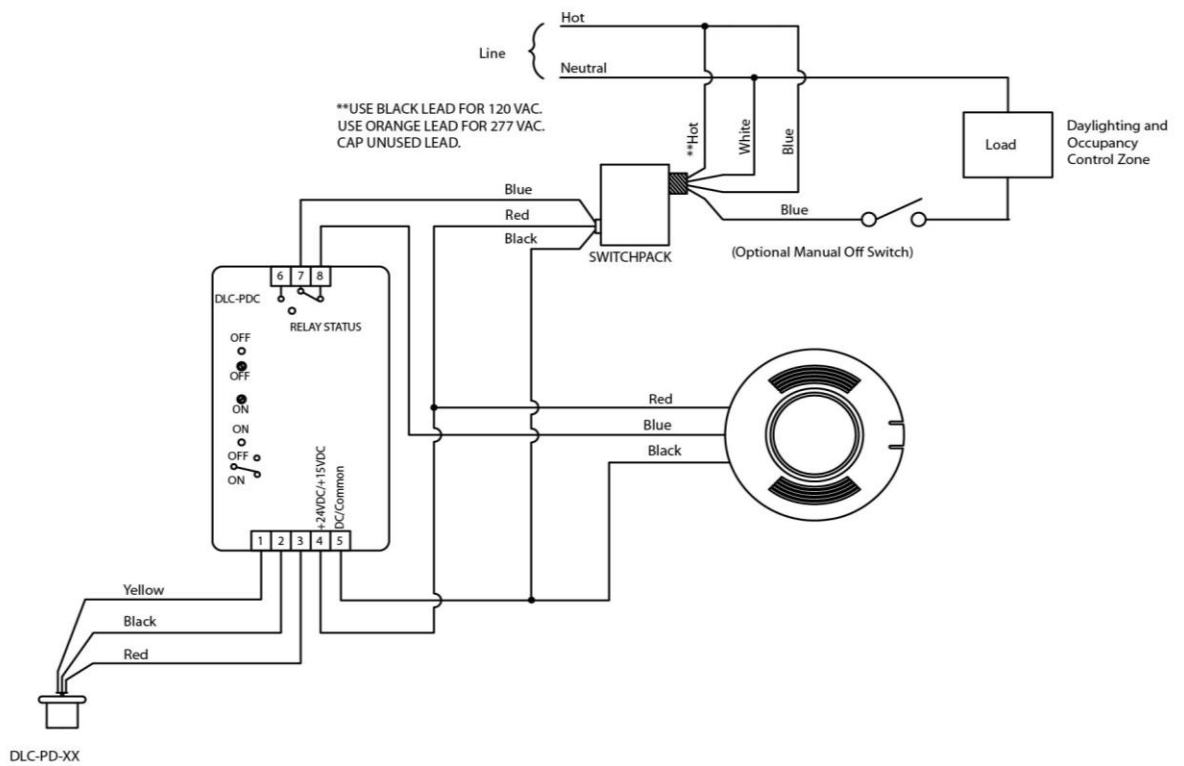 Hot
Line
Neutral
**USE BLACK LEAD FOR 120 VAC.
USE ORANGE LEAD FOR 277 VAC.
CAP UNUSED LEAD.
**Hot
White
Blue
Load
Daylighting and
Occupancy
Control Zone
Blue
Red
Black
SWITCHPACK
Blue
(Optional Manual Off Switch)
6 7 8
DLC-PDC
RELAY STATUS
OFF
OFF
ON
ON
OFF
ON
+24VDC/+15VDC
DC/Common
1 2 3 4 5
Red
Blue
Black
Yellow
Black
Red
DLC-PD-XX